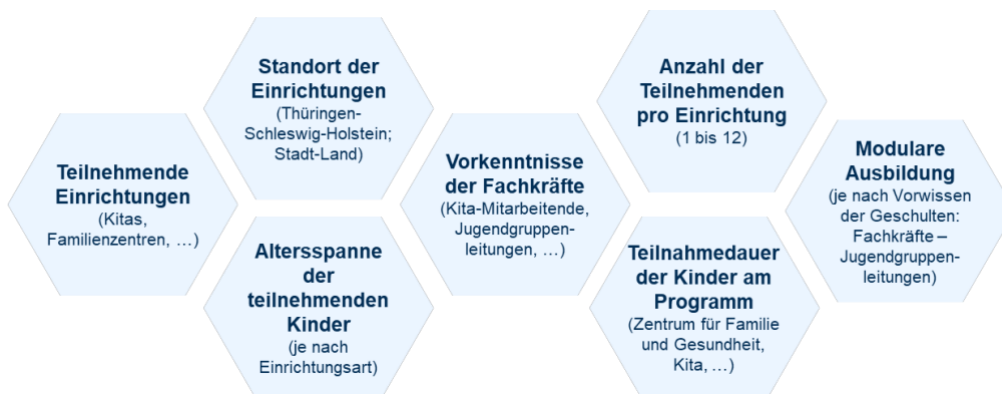 Teilnehmende
Einrichtungen
(Kitas,
Familienzentren, …)
Standort der
Einrichtungen
(Thüringen-
Schleswig-Holstein;
Stadt-Land)
Altersspanne
der
teilnehmenden
Kinder
(je nach
Einrichtungsart)
Vorkenntnisse
der Fachkräfte
(Kita-Mitarbeitende,
Jugendgruppen-
leitungen, …)
Anzahl der
Teilnehmenden
pro Einrichtung
(1 bis 12)
Teilnahmedauer
der Kinder am
Programm
(Zentrum für Familie
und Gesundheit,
Kita, …)
Modulare
Ausbildung
(je nach Vorwissen
der Geschulten:
Fachkräfte –
Jugendgruppen-
leitungen)